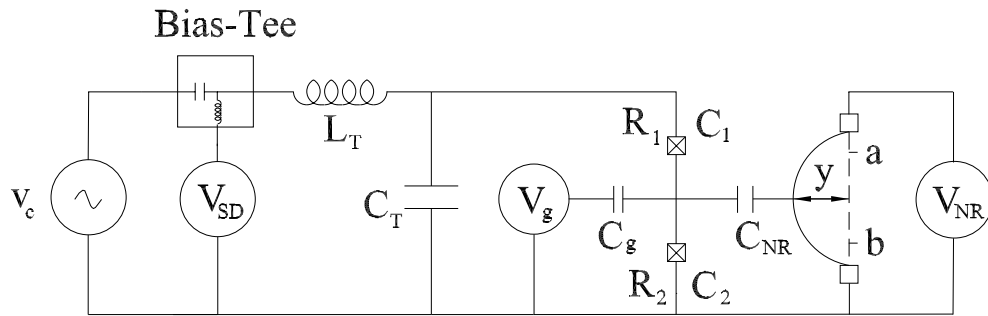 Bias-Tee
L_T
R_1 C_1
a
y
v_c
V_SD
C_T
V_g
C_g
C_NR
V_NR
b
R_2 C_2